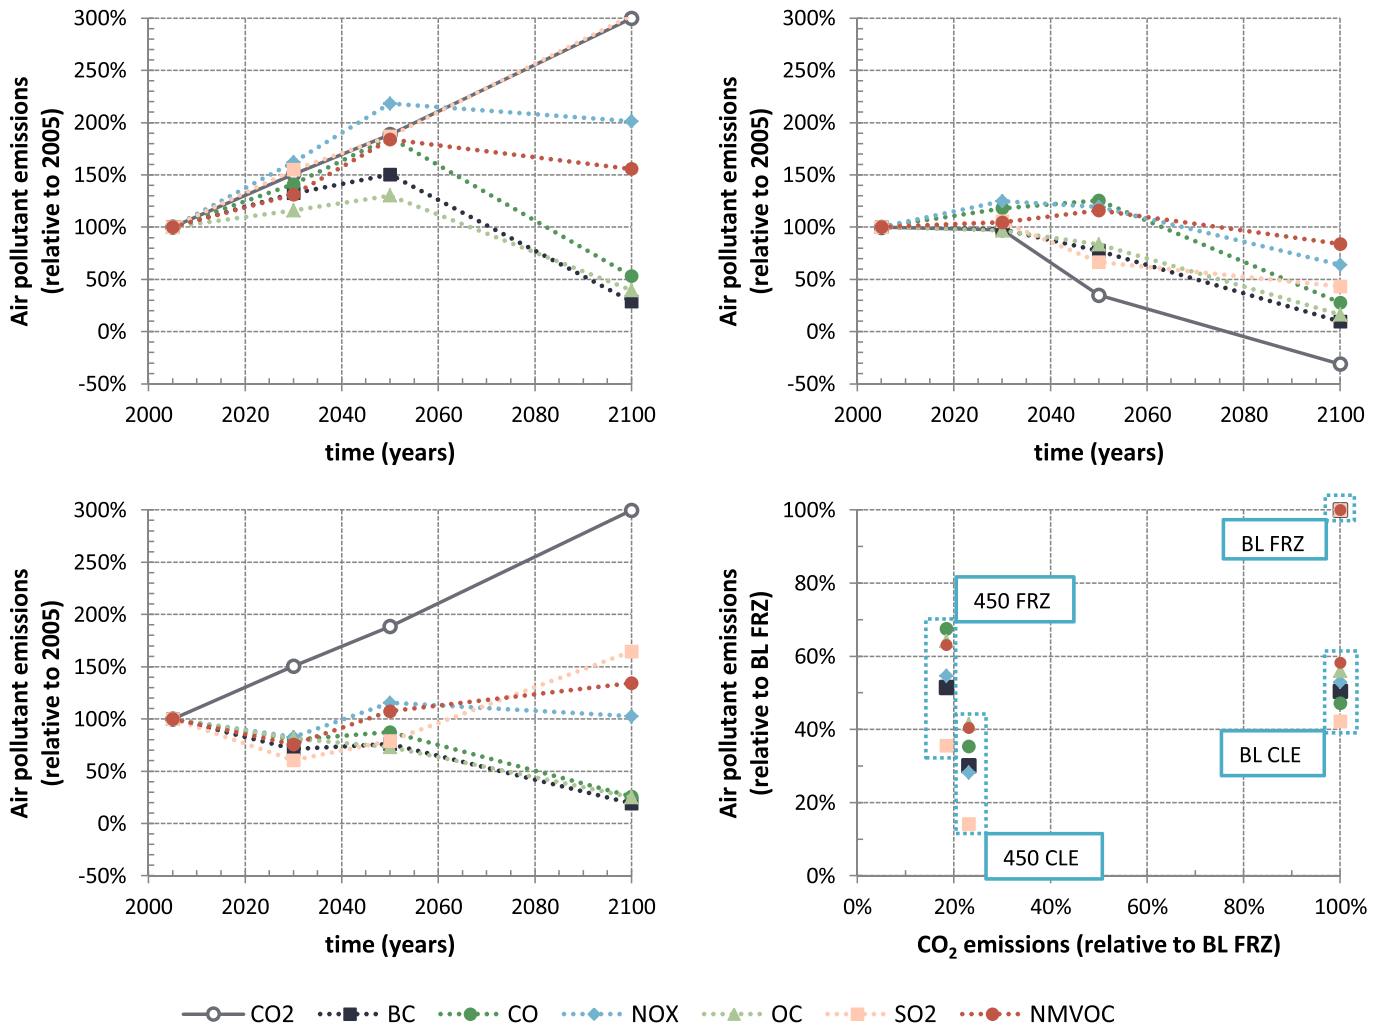 300%
250%
200%
150%
100%
50%
0%
-50%
2000 2020 2040 2060 2080 2100
time (years)
Air pollutant emissions
(relative to 2005)
300%
250%
200%
150%
100%
50%
0%
-50%
2000 2020 2040 2060 2080 2100
time (years)
Air pollutant emissions
(relative to 2005)
300%
250%
200%
150%
100%
50%
0%
-50%
2000 2020 2040 2060 2080 2100
time (years)
Air pollutant emissions
(relative to 2005)
100%
80%
60%
40%
20%
0%
0% 20% 40% 60% 80% 100%
CO2 emissions (relative to BL FRZ)
Air pollutant emissions
(relative to BL FRZ)
BL FRZ
450 FRZ
BL CLE
450 CLE
CO2 BC CO NOX OC SO2 NMVOC